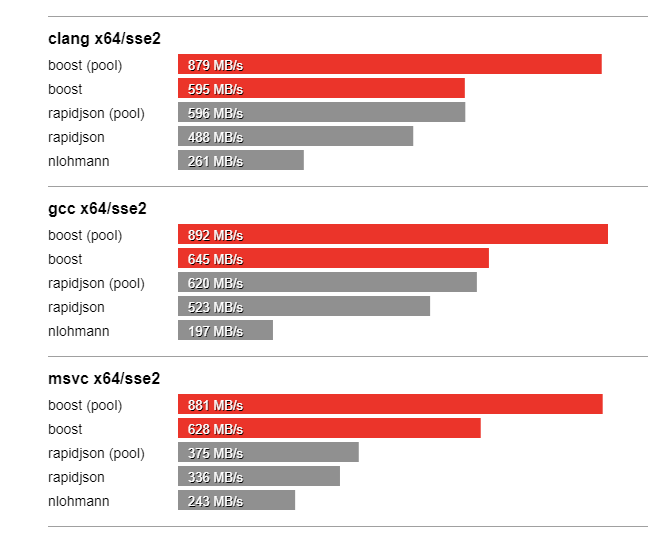 clang x64/sse2
boost (pool) 879 MB/s
boost 595 MB/s
rapidjson (pool) 596 MB/s
rapidjson 488 MB/s
nlohmann 261 MB/s
gcc x64/sse2
boost (pool) 892 MB/s
boost 645 MB/s
rapidjson (pool) 620 MB/s
rapidjson 523 MB/s
nlohmann 197 MB/s
msvc x64/sse2
boost (pool) 881 MB/s
boost 628 MB/s
rapidjson (pool) 375 MB/s
rapidjson 336 MB/s
nlohmann 243 MB/s